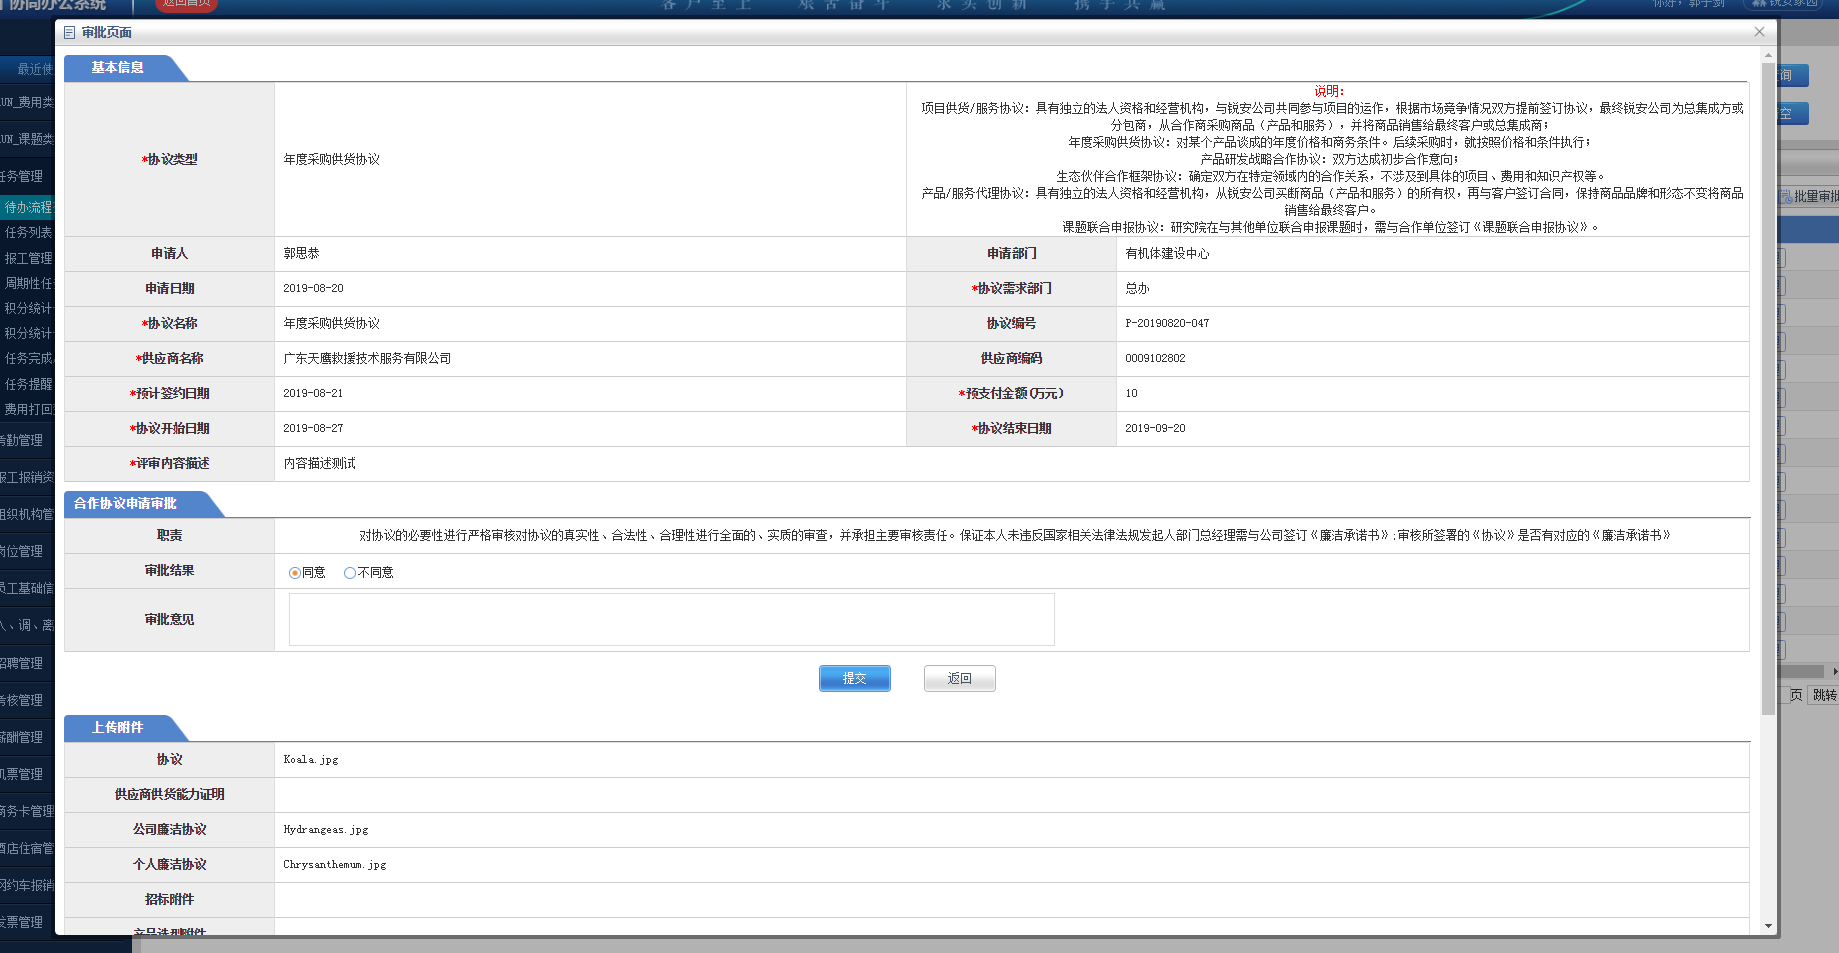 协同办公系统
返回首页
客户至上 艰苦奋斗 求实创新 携手共赢
你好，郭子剑
锐安家园
审批页面
基本信息
*协议类型
年度采购供货协议
说明：
项目供货/服务协议：具有独立的法人资格和经营机构，与锐安公司共同参与项目的运作，根据市场竞争情况双方提前签订协议，最终锐安公司为总集成方或
分包商，从合作商采购商品（产品和服务），并将商品销售给最终客户或总集成商；
年度采购供货协议：对某个产品谈成的年度价格和商务条件。后续采购时，就按照价格和条件执行；
产品研发战略合作协议：双方达成初步合作意向；
生态伙伴合作框架协议：确定双方在特定领域内的合作关系，不涉及到具体的项目、费用和知识产权等。
产品/服务代理协议：具有独立的法人资格和经营机构，从锐安公司买断商品（产品和服务）的所有权，再与客户签订合同，保持商品品牌和形态不变将商品
销售给最终客户。
课题联合申报协议：研究院在与其他单位联合申报课题时，需与合作单位签订《课题联合申报协议》。
申请人
郭思恭
申请部门
有机体建设中心
申请日期
2019-08-20
*协议需求部门
总办
*协议名称
年度采购供货协议
协议编号
P-20190820-047
*供应商名称
广东天鹰救援技术服务有限公司
供应商编码
0009102802
*预计签约日期
2019-08-21
*预支付金额(万元)
10
*协议开始日期
2019-08-27
*协议结束日期
2019-09-20
*评审内容描述
内容描述测试
合作协议申请审批
职责
对协议的必要性进行严格审核对协议的真实性、合法性、合理性进行全面的、实质的审查，并承担主要审核责任。保证本人未违反国家相关法律法规发起人部门总经理需与公司签订《廉洁承诺书》;审核所签署的《协议》是否有对应的《廉洁承诺书》
审批结果
同意
不同意
审批意见
提交
返回
上传附件
协议
Koala.jpg
供应商供货能力证明
公司廉洁协议
Hydrangeas.jpg
个人廉洁协议
Chrysanthemum.jpg
招标附件
产品选型附件
最近使
UN_费用类
UN_课题类
任务管理
待办流程
任务列表
报工管理
周期性任
积分统计
积分统计
任务完成
任务提醒
费用打回
考勤管理
报工报销资
组织机构管
岗位管理
员工基础信
入、调、离
招聘管理
考核管理
薪酬管理
机票管理
商务卡管理
酒店住宿管
网约车报销
发票管理
询
空
批量审批
页
跳转